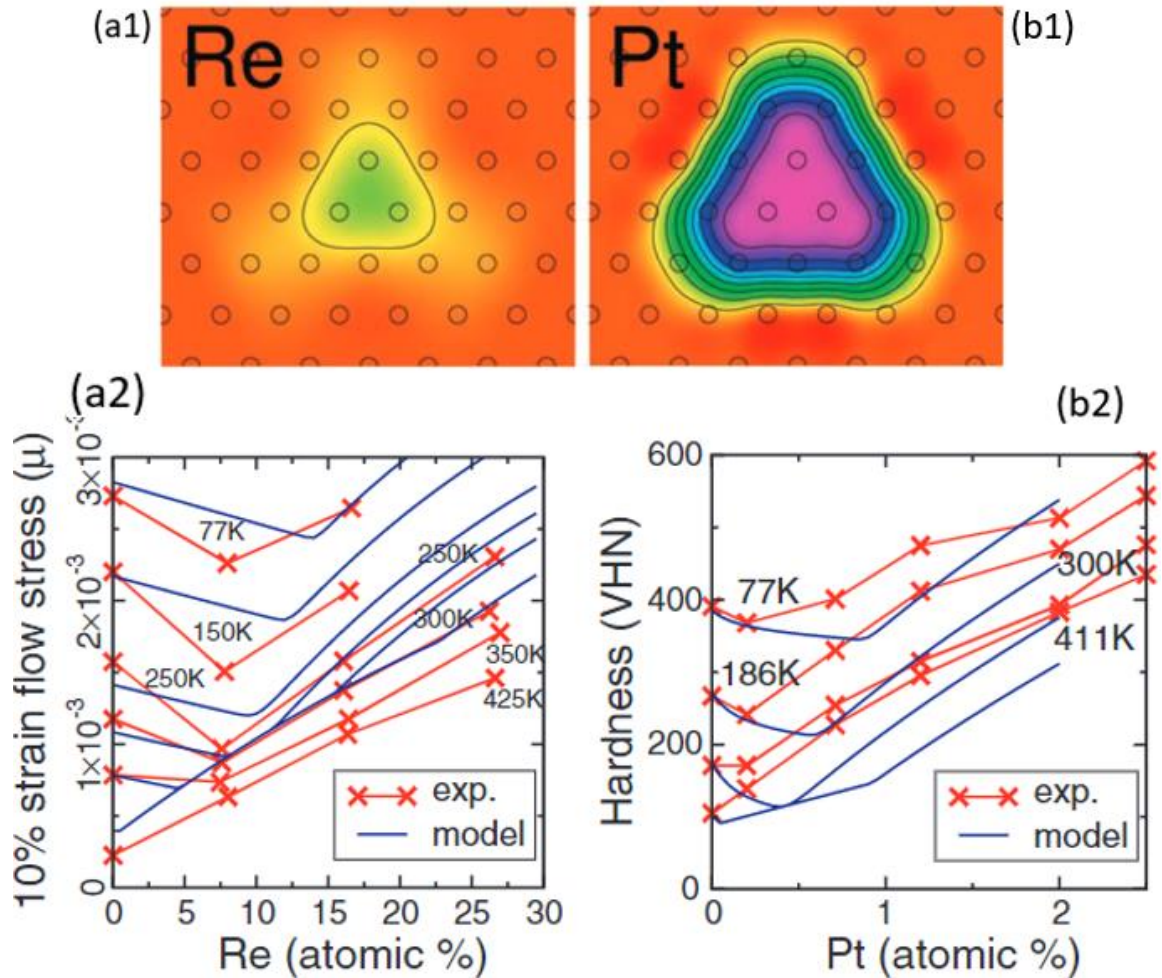 (a1)
Re
Pt
(b1)
(a2)
10% strain flow stress (μ)
3×10⁻³
2×10⁻³
1×10⁻³
0
77K
150K
250K
250K
300K
350K
425K
exp.
model
0 5 10 15 20 25 30
Re (atomic %)
(b2)
Hardness (VHN)
600
400
200
0
77K
186K
300K
411K
exp.
model
0 1 2
Pt (atomic %)